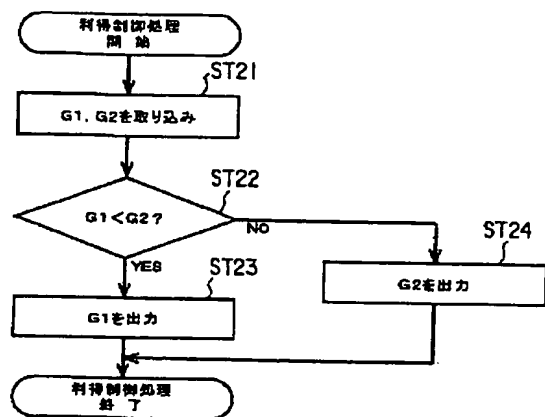 利得制御処理
開始
ST21
G1, G2を取り込み
ST22
G1<G2?
NO
YES
ST23
ST24
G1を出力
G2を出力
利得制御処理
終了